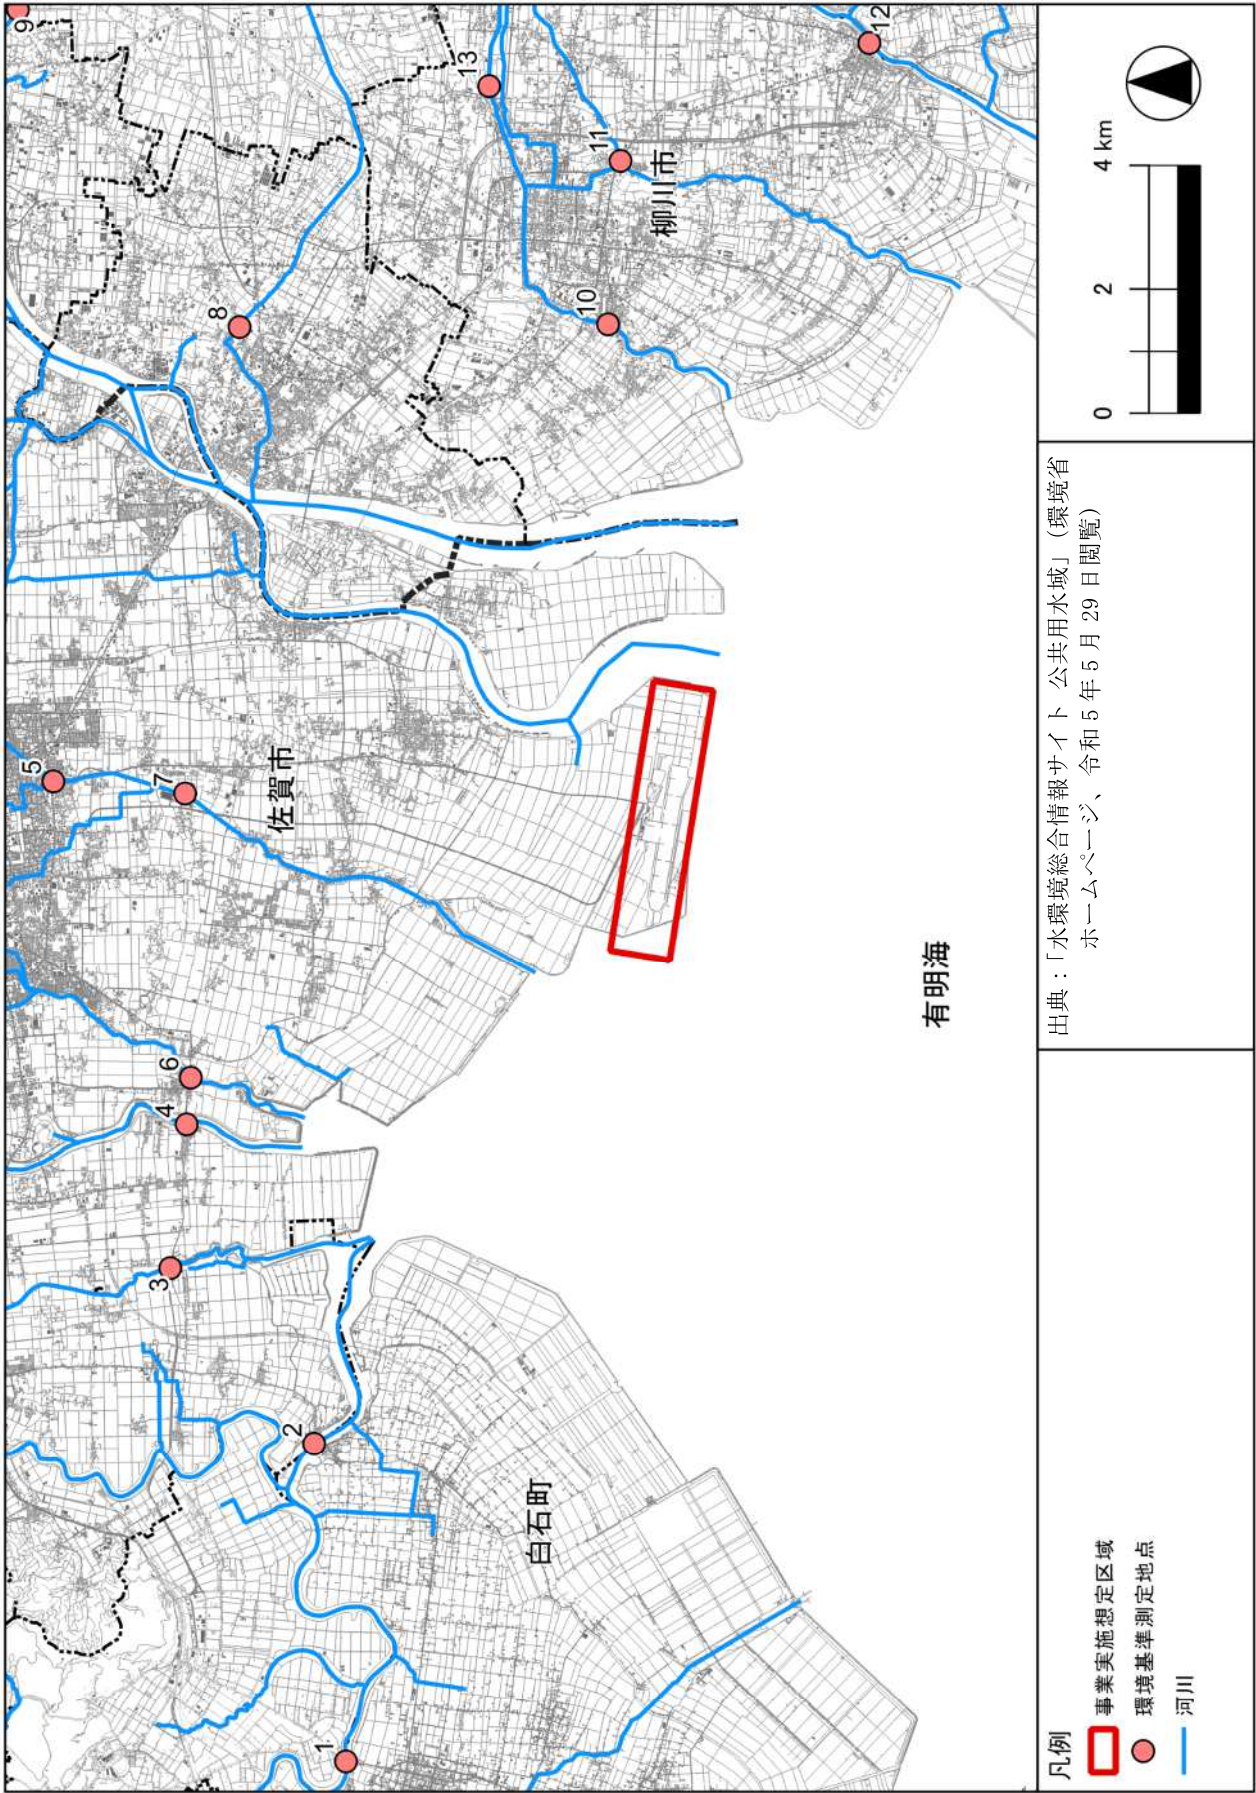 9
13
12
8
11
柳川市
10
5
7
佐賀市
6
4
3
2
1
白石町
有明海
凡例
事業実施想定区域
環境基準測定地点
河川
出典：「水環境総合情報サイト 公共用水域」（環境省
ホームページ、令和5年5月29日閲覧）
0 2 4 km